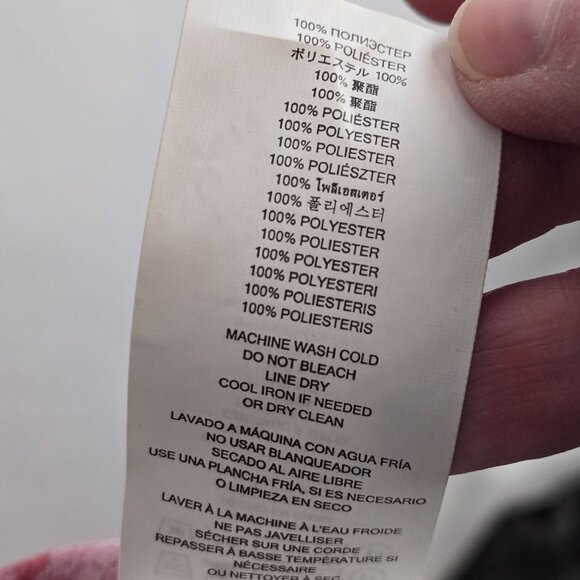 100% ПОЛИЭСТЕР
100% POLIÉSTER
ポリエステル 100%
100% 聚酯
100% 聚酯
100% POLIÉSTER
100% POLYESTER
100% POLIESTER
100% POLIÉSZTER
100% โพลีเอสเตอร์
100% 폴리에스터
100% POLYESTER
100% POLIESTER
100% POLYESTER
100% POLYESTERI
100% POLIESTERIS
100% POLIESTERIS
MACHINE WASH COLD
DO NOT BLEACH
LINE DRY
COOL IRON IF NEEDED
OR DRY CLEAN
LAVADO A MÁQUINA CON AGUA FRÍA
NO USAR BLANQUEADOR
SECADO AL AIRE LIBRE
USE UNA PLANCHA FRÍA, SI ES NECESARIO
O LIMPIEZA EN SECO
LAVER À LA MACHINE À L'EAU FROIDE
NE PAS JAVELLISER
SÉCHER SUR UNE CORDE
REPASSER À BASSE TEMPÉRATURE SI
NÉCESSAIRE
OU NETTOYER À SEC